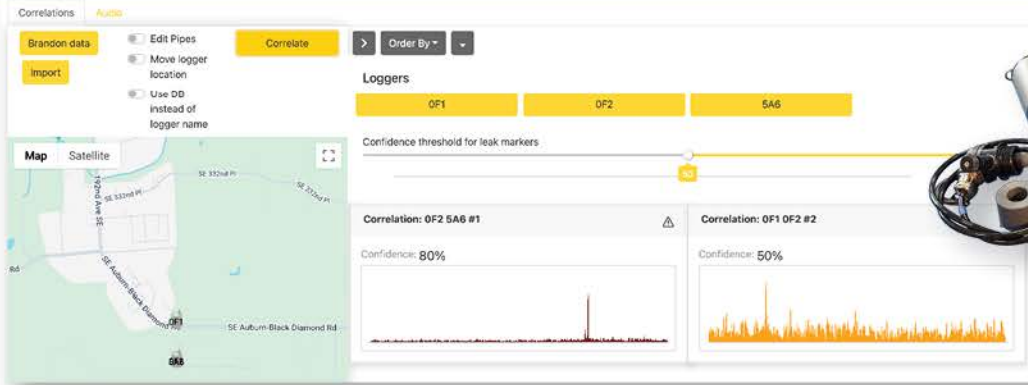 Correlations
Audio
Brandon data
Import
Edit Pipes
Move logger
location
Use DB
instead of
logger name
Correlate
Order By
Loggers
0F1
0F2
5A6
Confidence threshold for leak markers
Map
Satellite
SE 332nd Pl
SE 332nd Pl
192nd Ave SE
Rd
SE Auburn-Black Diamond Rd
0F1
SE Auburn-Black Diamond Rd
5A6
Correlation: 0F2 5A6 #1
Confidence: 80%
Correlation: 0F1 0F2 #2
Confidence: 50%